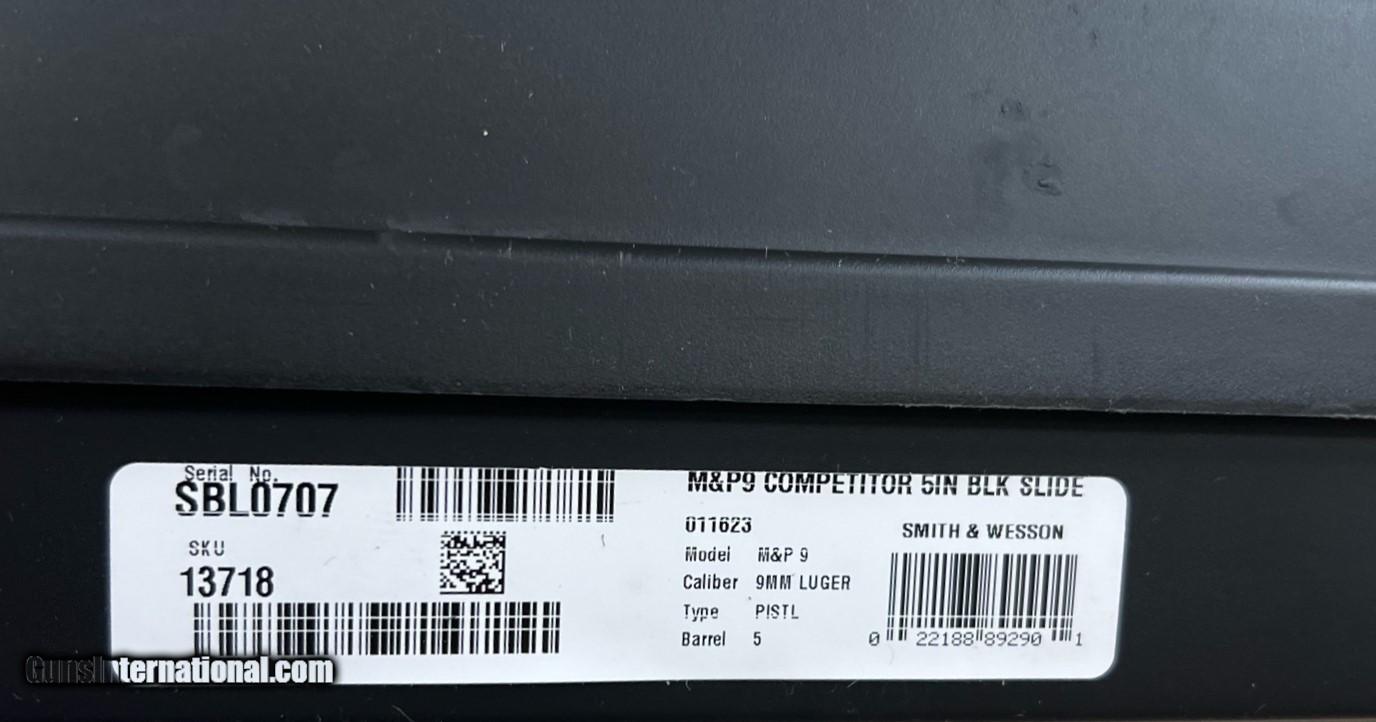 Serial No.
SBL0707
SKU
13718
M&P9 COMPETITOR 5IN BLK SLIDE
011623
SMITH & WESSON
Model M&P 9
Caliber 9MM LUGER
Type PISTL
Barrel 5
0 22188 89290 1
GunsInternational.com